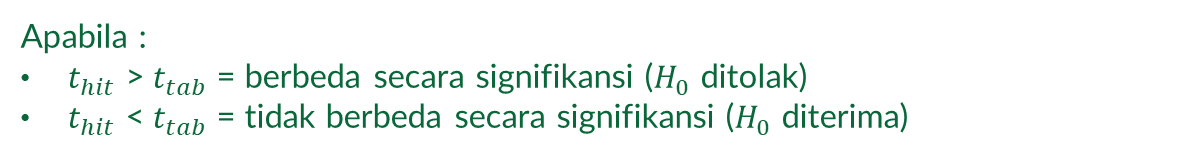 Apabila :
• t_hit > t_tab = berbeda secara signifikansi (H_0 ditolak)
• t_hit < t_tab = tidak berbeda secara signifikansi (H_0 diterima)